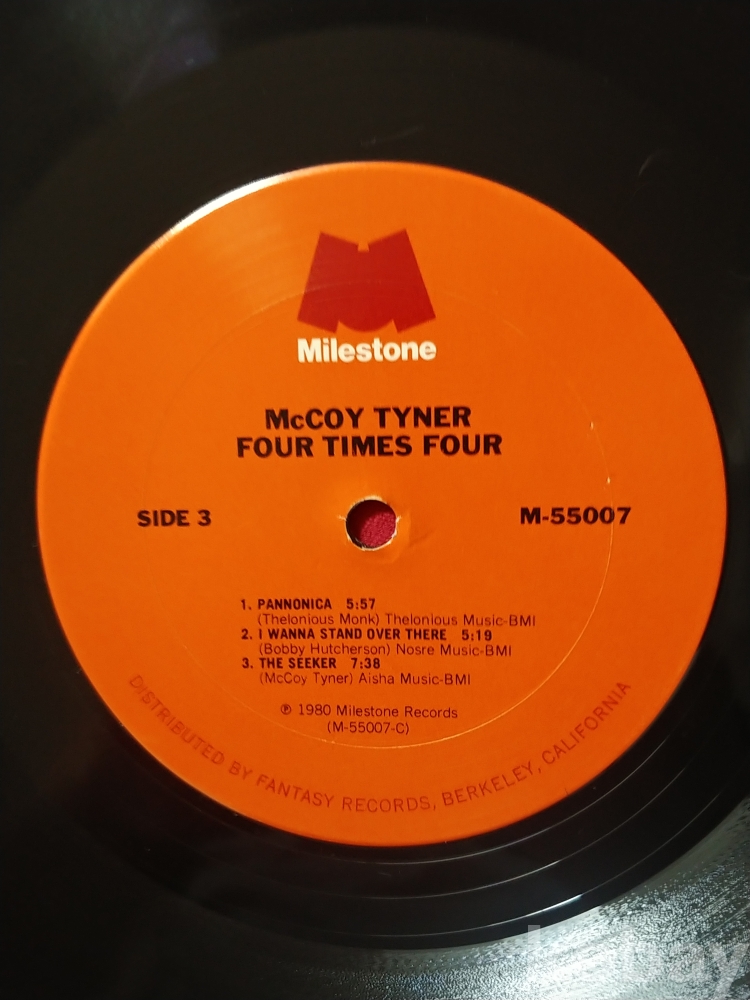 Milestone
McCOY TYNER
FOUR TIMES FOUR
SIDE 3
M-55007
1. PANNONICA 5:57
(Thelonious Monk) Thelonious Music-BMI
2. I WANNA STAND OVER THERE 5:19
(Bobby Hutcherson) Nosre Music-BMI
3. THE SEEKER 7:38
(McCoy Tyner) Aisha Music-BMI
℗ 1980 Milestone Records
(M-55007-C)
DISTRIBUTED BY FANTASY RECORDS, BERKELEY, CALIFORNIA